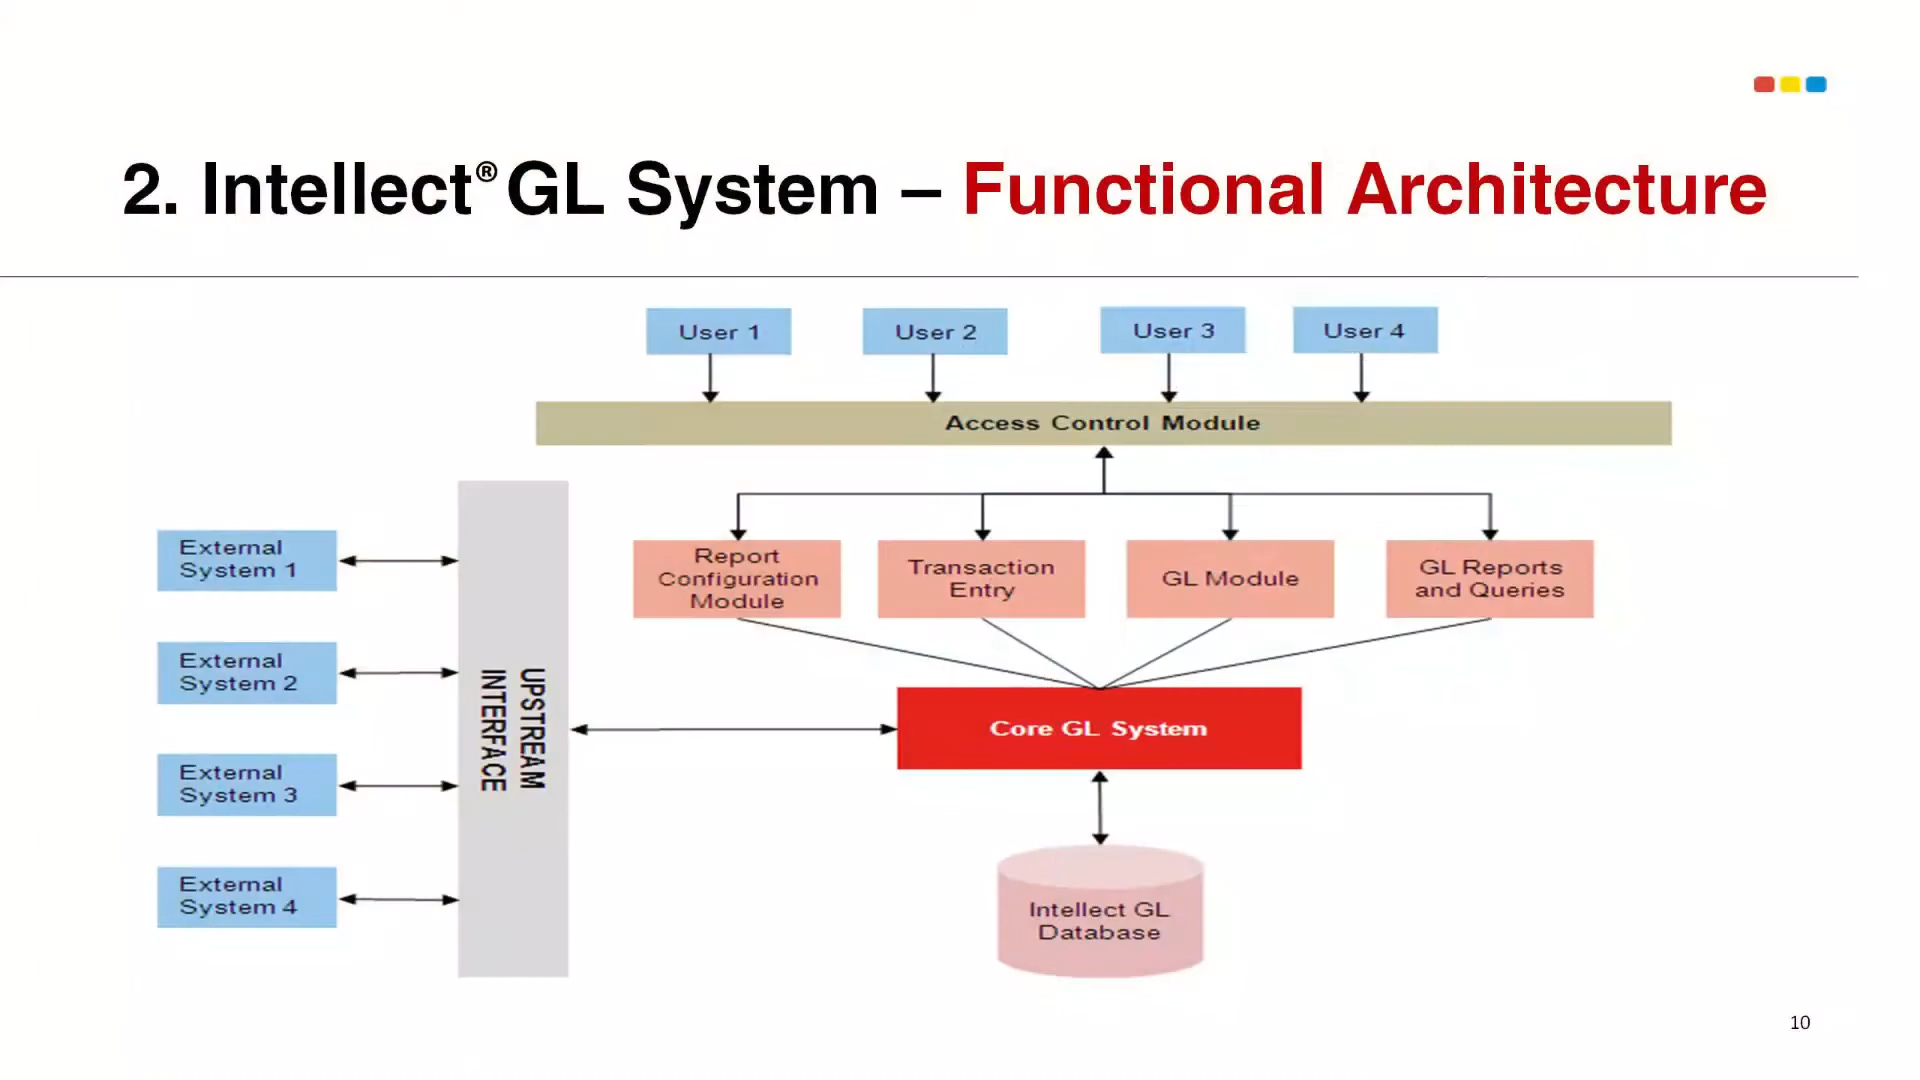 2. Intellect® GL System – Functional Architecture
User 1
User 2
User 3
User 4
Access Control Module
External
System 1
External
System 2
External
System 3
External
System 4
UPSTREAM
INTERFACE
Report
Configuration
Module
Transaction
Entry
GL Module
GL Reports
and Queries
Core GL System
Intellect GL
Database
10